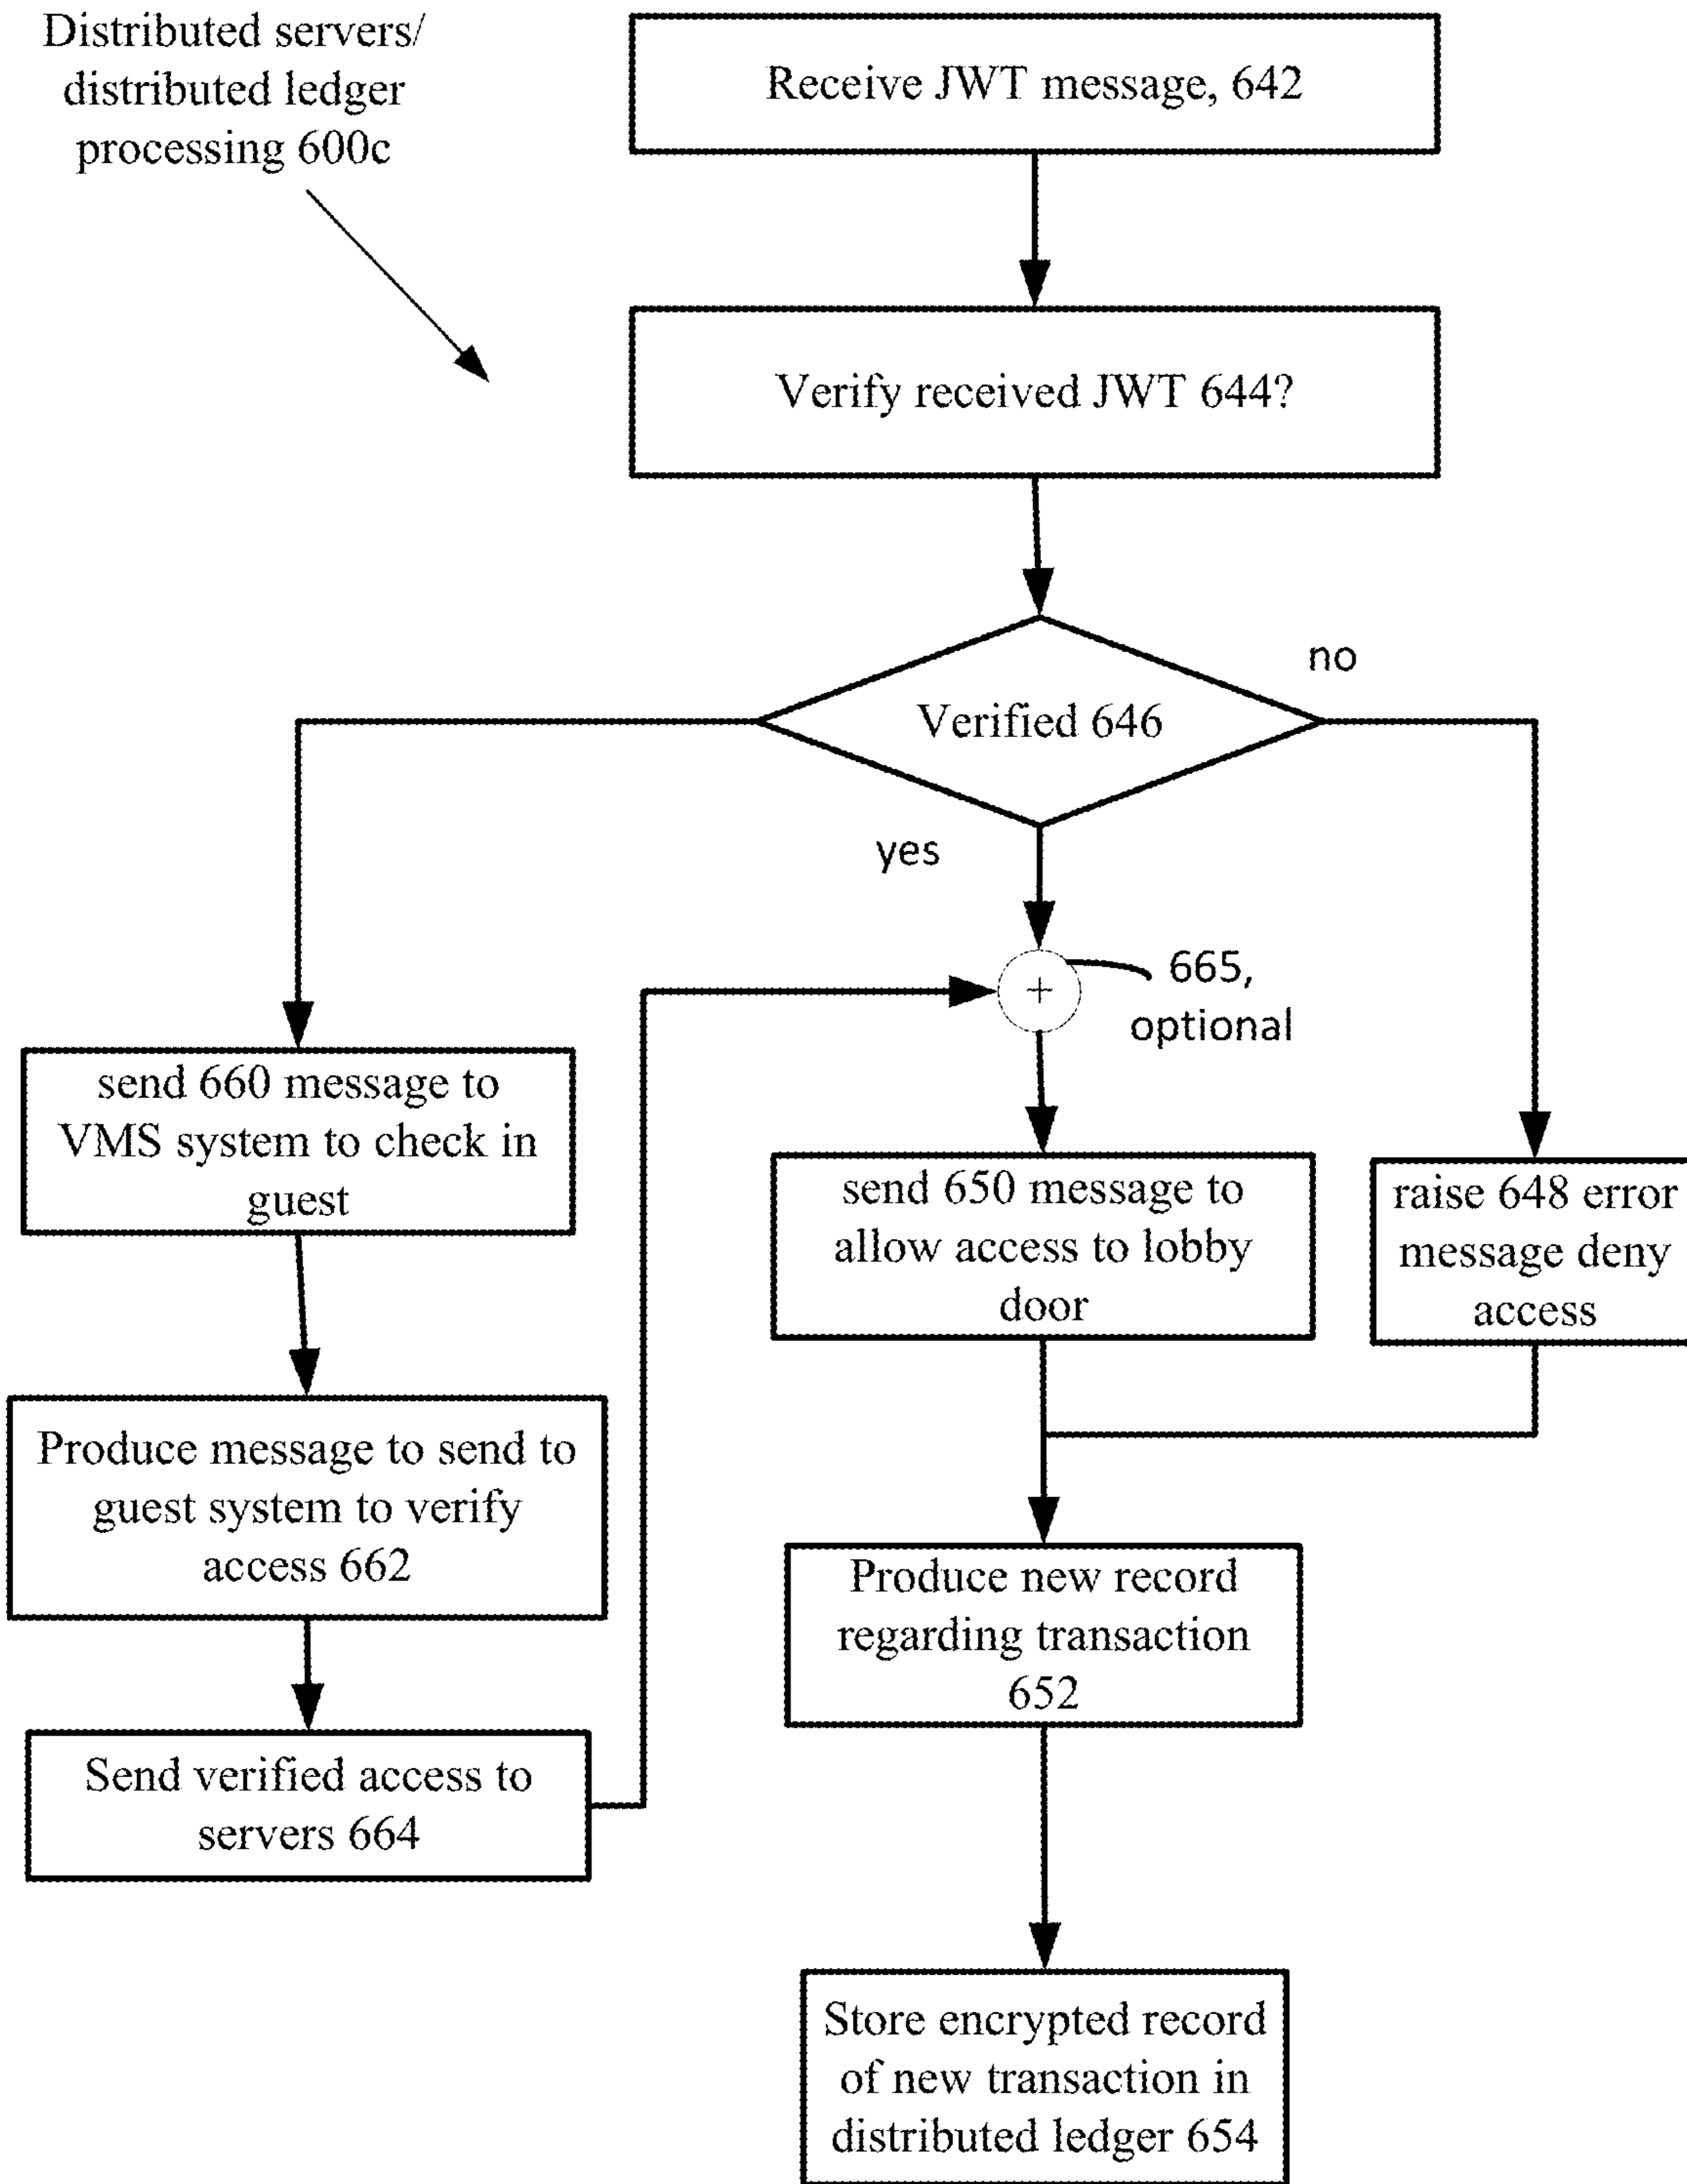 Distributed servers/
distributed ledger
processing 600c
Receive JWT message, 642
Verify received JWT 644?
Verified 646
no
yes
665,
optional
+
send 660 message to
VMS system to check in
guest
send 650 message to
allow access to lobby
door
raise 648 error
message deny
access
Produce message to send to
guest system to verify
access 662
Produce new record
regarding transaction
652
Send verified access to
servers 664
Store encrypted record
of new transaction in
distributed ledger 654